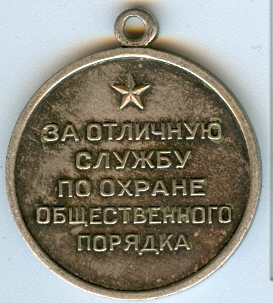 ЗА ОТЛИЧНУЮ
СЛУЖБУ
ПО ОХРАНЕ
ОБЩЕСТВЕННОГО
ПОРЯДКА